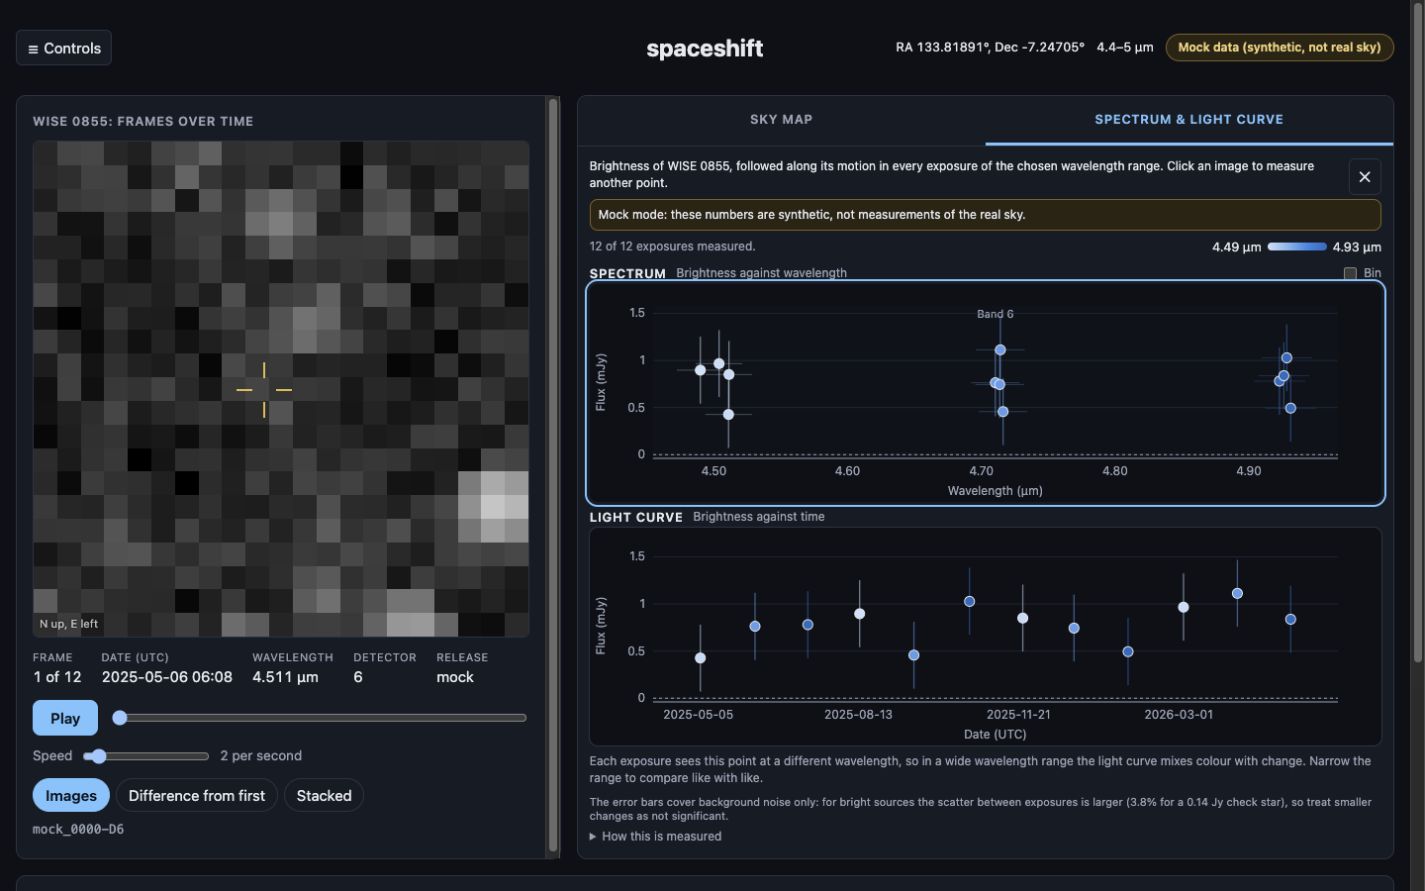 ≡ Controls
spaceshift
RA 133.81891°, Dec -7.24705° 4.4–5 µm
Mock data (synthetic, not real sky)
WISE 0855: FRAMES OVER TIME
N up, E left
FRAME DATE (UTC) WAVELENGTH DETECTOR RELEASE
1 of 12 2025-05-06 06:08 4.511 µm 6 mock
Play
Speed 2 per second
Images Difference from first Stacked
mock_0000-D6
SKY MAP SPECTRUM & LIGHT CURVE
Brightness of WISE 0855, followed along its motion in every exposure of the chosen wavelength range. Click an image to measure
another point.
×
Mock mode: these numbers are synthetic, not measurements of the real sky.
12 of 12 exposures measured.
4.49 µm 4.93 µm
SPECTRUM Brightness against wavelength
Bin
Band 6
1.5
1
0.5
0
Flux (mJy)
4.50 4.60 4.70 4.80 4.90
Wavelength (µm)
LIGHT CURVE Brightness against time
1.5
1
0.5
0
Flux (mJy)
2025-05-05 2025-08-13 2025-11-21 2026-03-01
Date (UTC)
Each exposure sees this point at a different wavelength, so in a wide wavelength range the light curve mixes colour with change. Narrow the
range to compare like with like.
The error bars cover background noise only: for bright sources the scatter between exposures is larger (3.8% for a 0.14 Jy check star), so treat smaller
changes as not significant.
▶ How this is measured